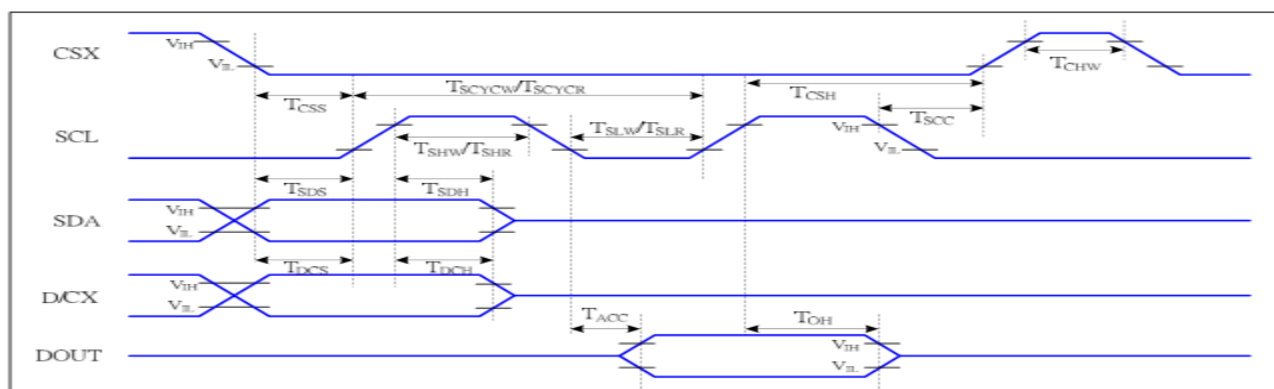 CSX
VIH
VIL
TCSS
TSCYCW/TSCYCR
TCSH
TCHW
SCL
TSHW/TSHR
TSLW/TSLR
VIH
VIL
TSCC
SDA
VIH
VIL
TSDS
TSDH
D/CX
VIH
VIL
TDCS
TDCH
DOUT
TACC
TOH
VIH
VIL